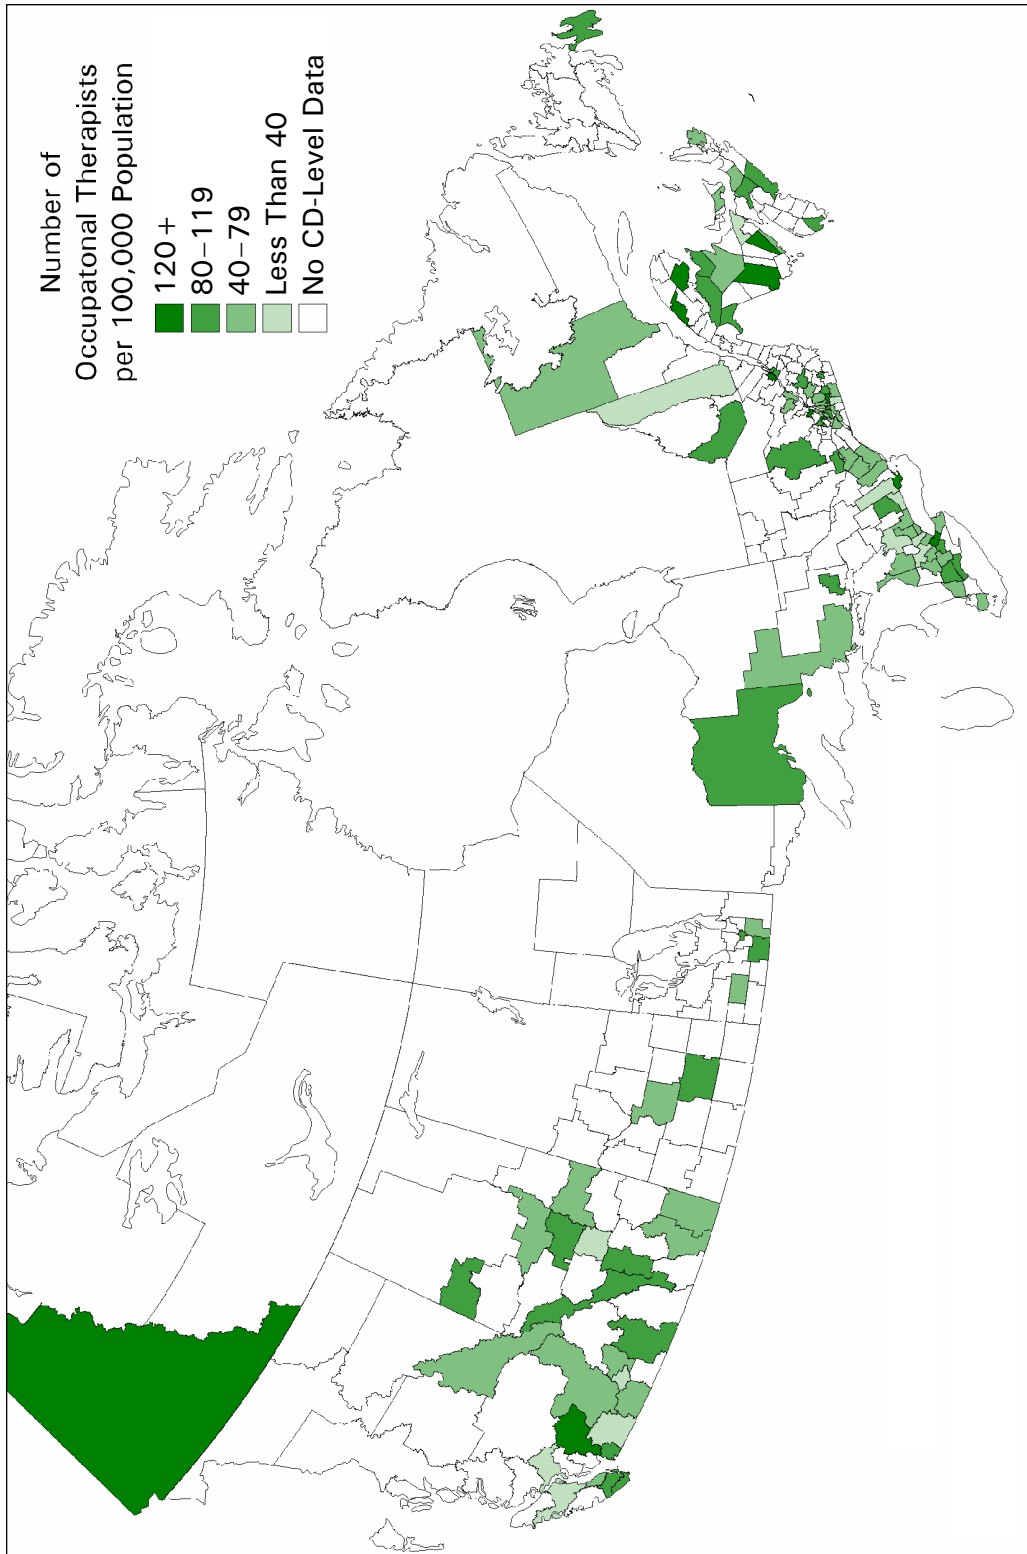 Number of
Occupatonal Therapists
per 100,000 Population
120+
80–119
40–79
Less Than 40
No CD-Level Data